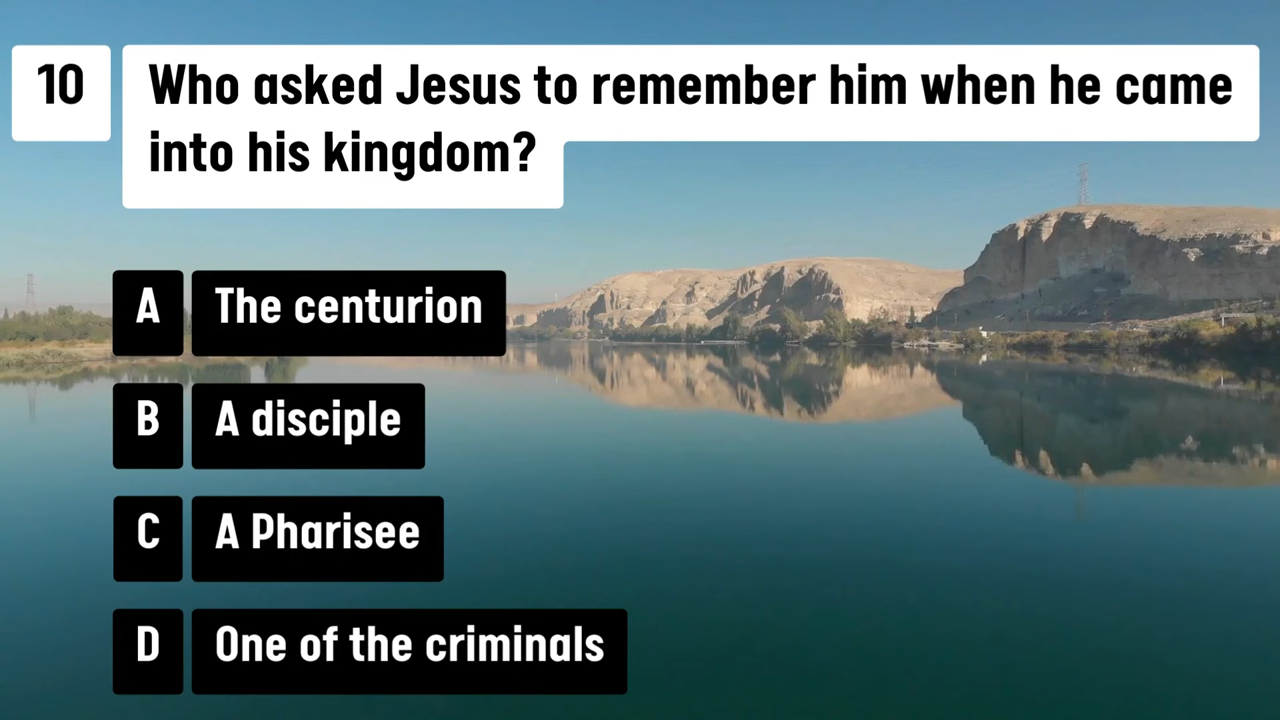 10
Who asked Jesus to remember him when he came
into his kingdom?
A The centurion
B A disciple
C A Pharisee
D One of the criminals